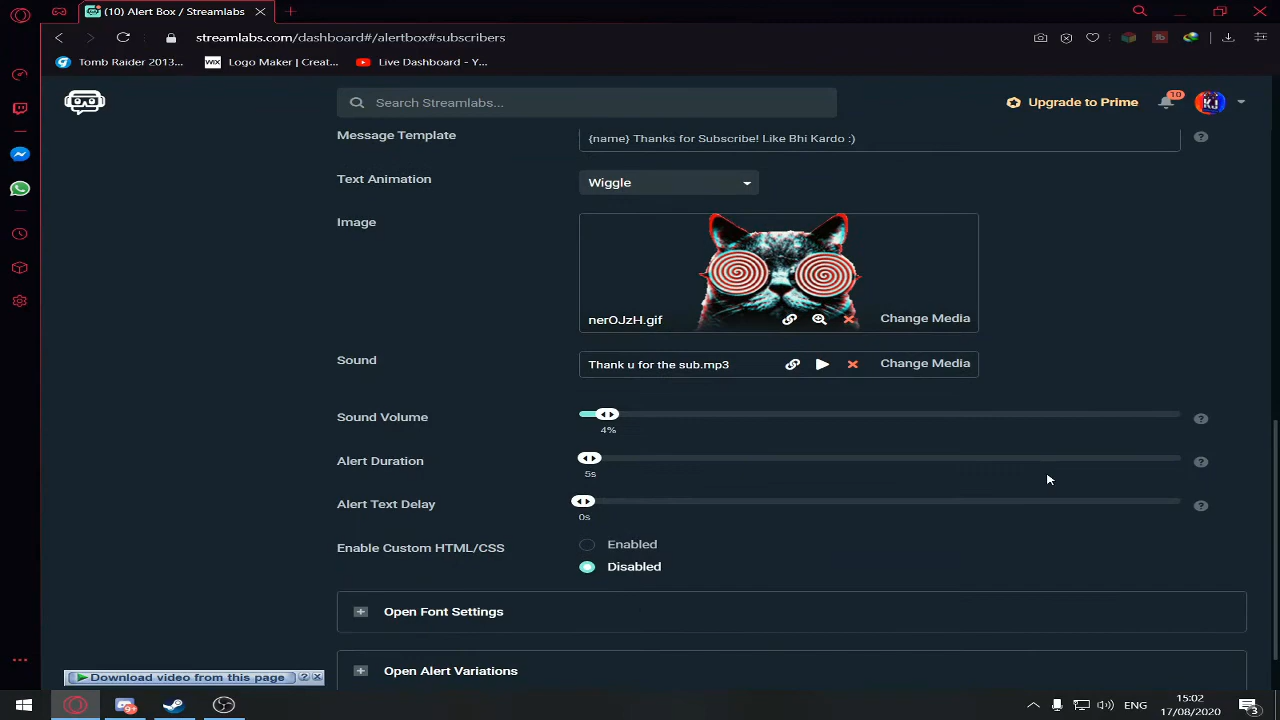 (10) Alert Box / Streamlabs
streamlabs.com/dashboard#/alertbox#subscribers
Tomb Raider 2013...
WIX
Logo Maker | Creat...
Live Dashboard - Y...
Search Streamlabs...
Upgrade to Prime
10
KJ
Message Template
{name} Thanks for Subscribe! Like Bhi Kardo :)
?
Text Animation
Wiggle
Image
nerOJzH.gif
Change Media
Sound
Thank u for the sub.mp3
Change Media
Sound Volume
4%
?
Alert Duration
5s
?
Alert Text Delay
0s
?
Enable Custom HTML/CSS
Enabled
Disabled
Open Font Settings
Open Alert Variations
Download video from this page
?
9+
ENG
15:02
17/08/2020
3